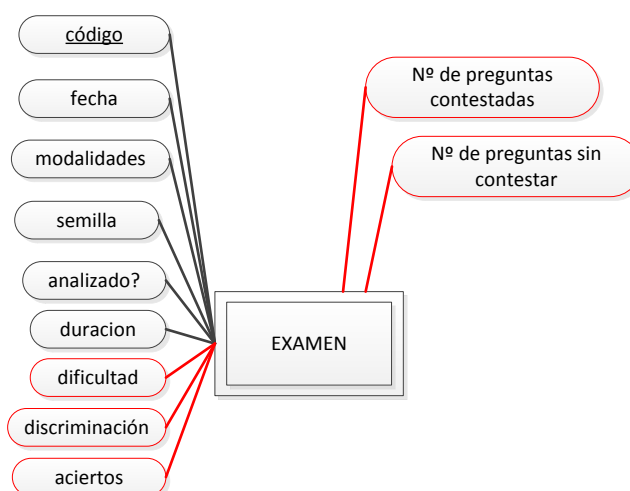 código
fecha
modalidades
semilla
analizado?
duracion
dificultad
discriminación
aciertos
EXAMEN
Nº de preguntas
contestadas
Nº de preguntas sin
contestar